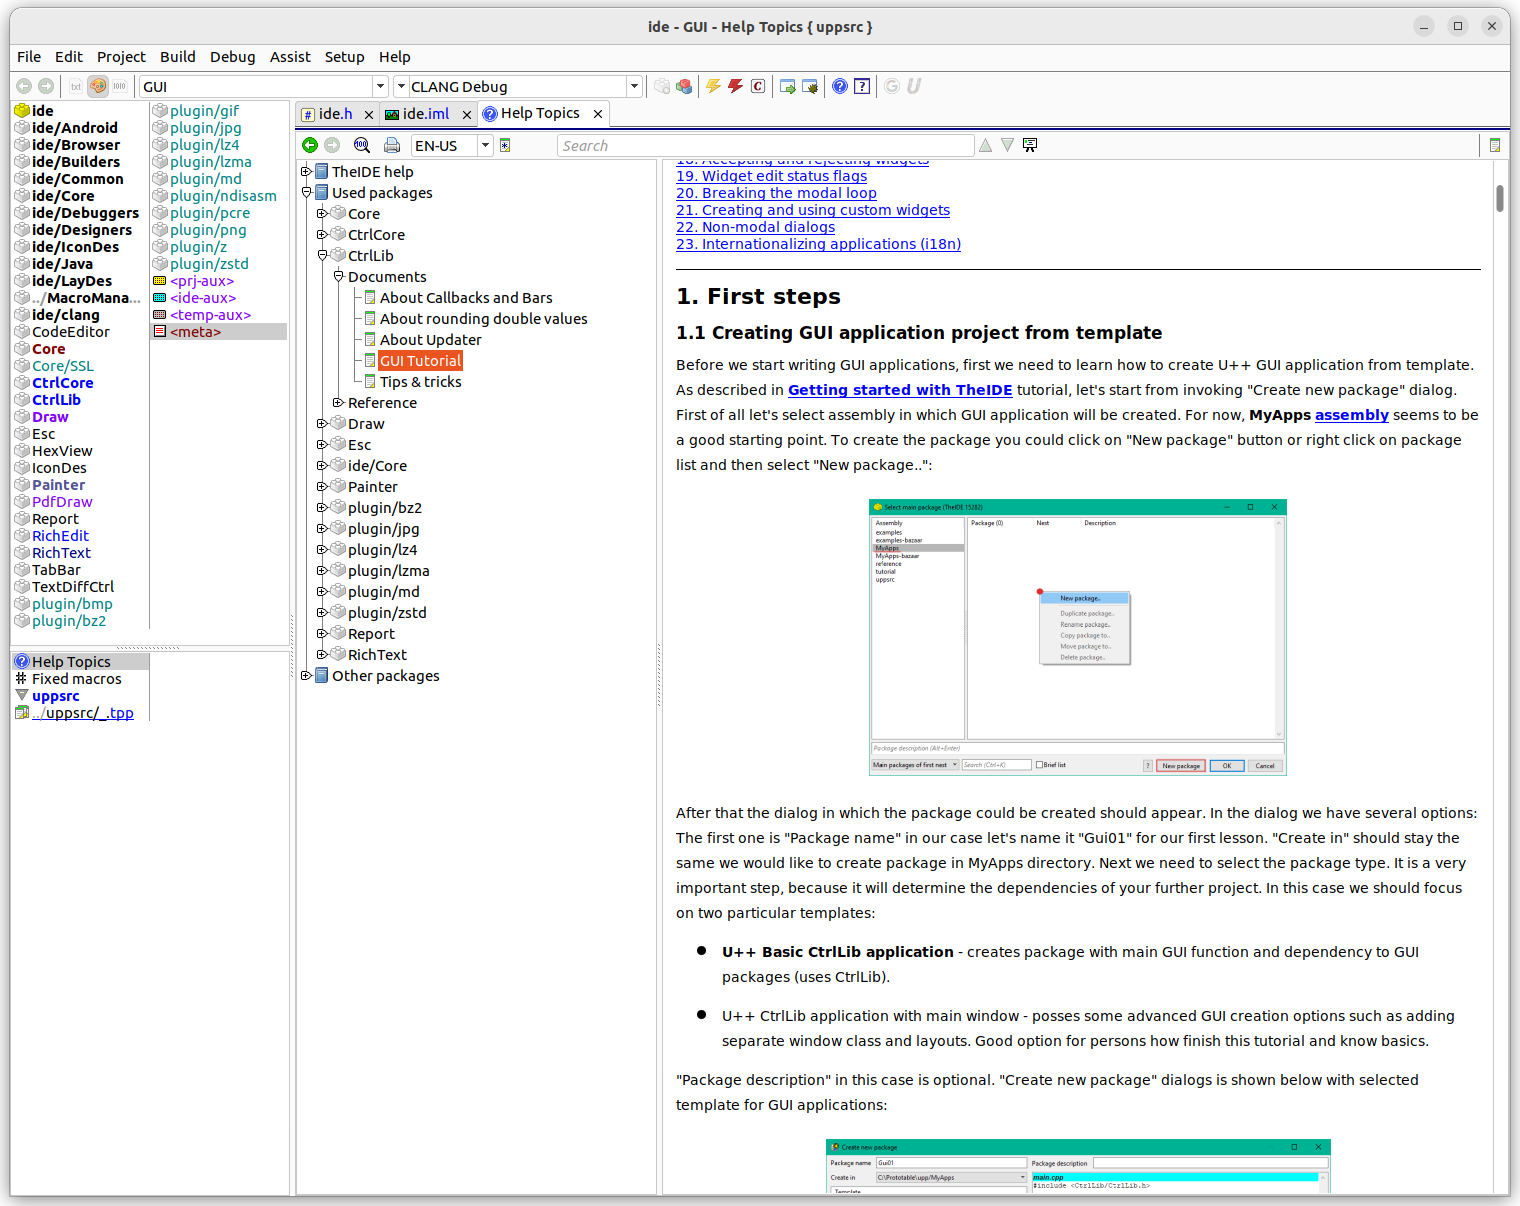 ide - GUI - Help Topics { uppsrc }
File Edit Project Build Debug Assist Setup Help
txt 1010 GUI CLANG Debug C ? ? G U
ide
ide/Android
ide/Browser
ide/Builders
ide/Common
ide/Core
ide/Debuggers
ide/Designers
ide/IconDes
ide/Java
ide/LayDes
../MacroMana...
ide/clang
CodeEditor
Core
Core/SSL
CtrlCore
CtrlLib
Draw
Esc
HexView
IconDes
Painter
PdfDraw
Report
RichEdit
RichText
TabBar
TextDiffCtrl
plugin/bmp
plugin/bz2
plugin/gif
plugin/jpg
plugin/lz4
plugin/lzma
plugin/md
plugin/ndisasm
plugin/pcre
plugin/png
plugin/z
plugin/zstd
<prj-aux>
<ide-aux>
<temp-aux>
<meta>
Help Topics
Fixed macros
uppsrc
../uppsrc/_.tpp
ide.h ide.iml Help Topics
100 EN-US Search
TheIDE help
Used packages
Core
CtrlCore
CtrlLib
Documents
About Callbacks and Bars
About rounding double values
About Updater
GUI Tutorial
Tips & tricks
Reference
Draw
Esc
ide/Core
Painter
plugin/bz2
plugin/jpg
plugin/lz4
plugin/lzma
plugin/md
plugin/zstd
Report
RichText
Other packages
18. Accepting and rejecting widgets
19. Widget edit status flags
20. Breaking the modal loop
21. Creating and using custom widgets
22. Non-modal dialogs
23. Internationalizing applications (i18n)
1. First steps
1.1 Creating GUI application project from template
Before we start writing GUI applications, first we need to learn how to create U++ GUI application from template.
As described in Getting started with TheIDE tutorial, let's start from invoking "Create new package" dialog.
First of all let's select assembly in which GUI application will be created. For now, MyApps assembly seems to be
a good starting point. To create the package you could click on "New package" button or right click on package
list and then select "New package..":
Select main package (TheIDE 15282)
Assembly Package (0) Nest Description
examples
examples-bazaar
MyApps
MyApps-bazaar
reference
tutorial
uppsrc
New package..
Duplicate package..
Rename package..
Copy package to..
Move package to..
Delete package..
Package description (Alt+Enter)
Main packages of first nest Search (Ctrl+K) Brief list ? New package OK Cancel
After that the dialog in which the package could be created should appear. In the dialog we have several options:
The first one is "Package name" in our case let's name it "Gui01" for our first lesson. "Create in" should stay the
same we would like to create package in MyApps directory. Next we need to select the package type. It is a very
important step, because it will determine the dependencies of your further project. In this case we should focus
on two particular templates:
U++ Basic CtrlLib application - creates package with main GUI function and dependency to GUI
packages (uses CtrlLib).
U++ CtrlLib application with main window - posses some advanced GUI creation options such as adding
separate window class and layouts. Good option for persons how finish this tutorial and know basics.
"Package description" in this case is optional. "Create new package" dialogs is shown below with selected
template for GUI applications:
Create new package
Package name Gui01 Package description
Create in C:\Prototable\upp/MyApps main.cpp
Template #include <CtrlLib/CtrlLib.h>